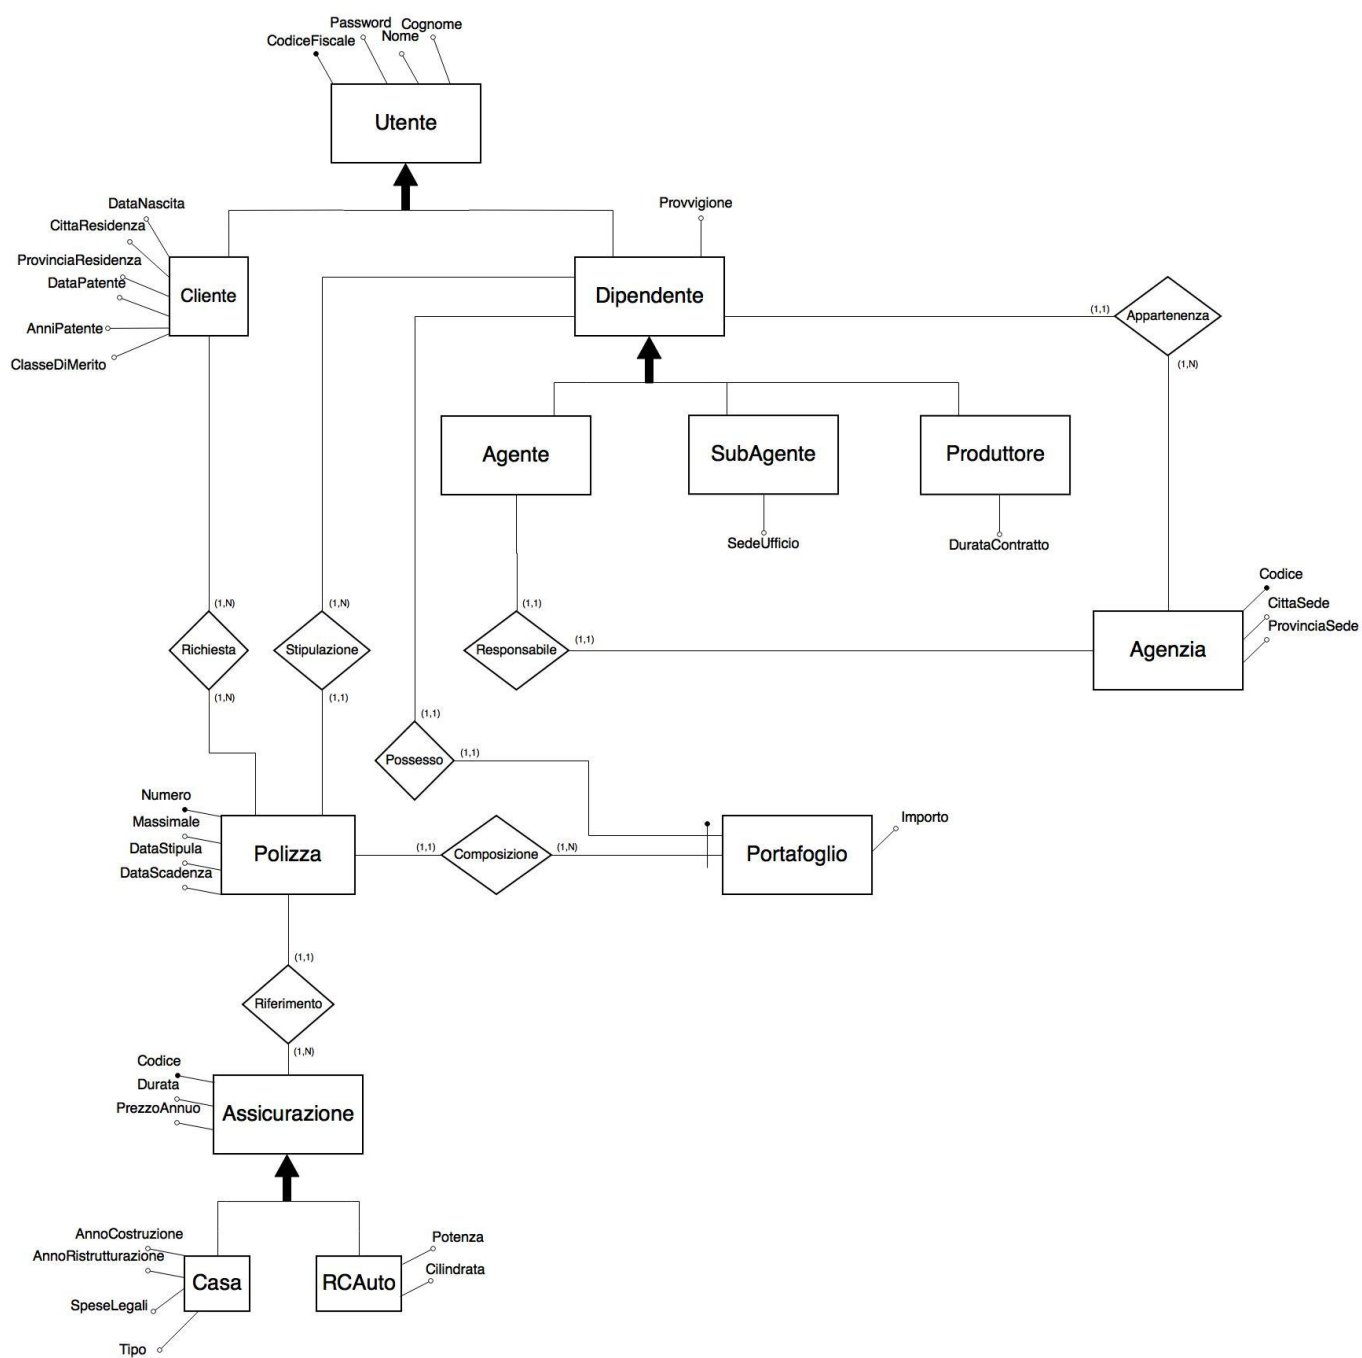 Password
Cognome
CodiceFiscale
Nome
Utente
DataNascita
CittaResidenza
ProvinciaResidenza
DataPatente
AnniPatente
ClasseDiMerito
Cliente
Provvigione
Dipendente
(1,1)
Appartenenza
(1,N)
Agente
SubAgente
Produttore
SedeUfficio
DurataContratto
Codice
CittaSede
ProvinciaSede
Agenzia
(1,N)
Richiesta
(1,N)
(1,N)
Stipulazione
(1,1)
(1,1)
Responsabile
(1,1)
(1,1)
Possesso
(1,1)
Numero
Massimale
DataStipula
DataScadenza
Polizza
(1,1)
Composizione
(1,N)
Portafoglio
Importo
(1,1)
Riferimento
(1,N)
Codice
Durata
PrezzoAnnuo
Assicurazione
AnnoCostruzione
AnnoRistrutturazione
SpeseLegali
Tipo
Casa
RCAuto
Potenza
Cilindrata